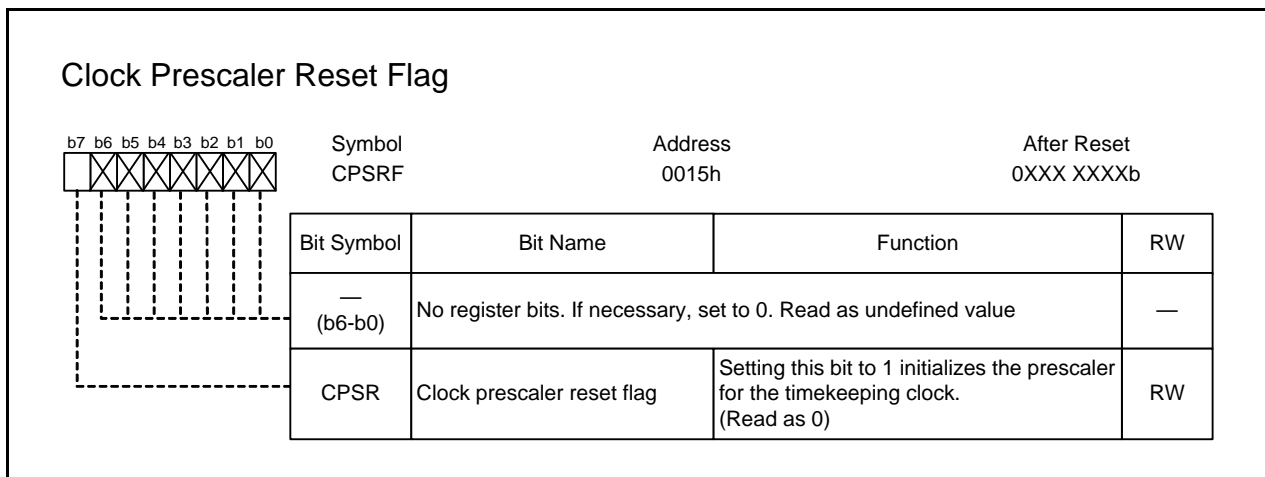 Clock Prescaler Reset Flag
b7 b6 b5 b4 b3 b2 b1 b0
Symbol Address After Reset
CPSRF 0015h 0XXX XXXXb
Bit Symbol Bit Name Function RW
—
(b6-b0)
No register bits. If necessary, set to 0. Read as undefined value
—
CPSR
Clock prescaler reset flag
Setting this bit to 1 initializes the prescaler
for the timekeeping clock.
(Read as 0)
RW